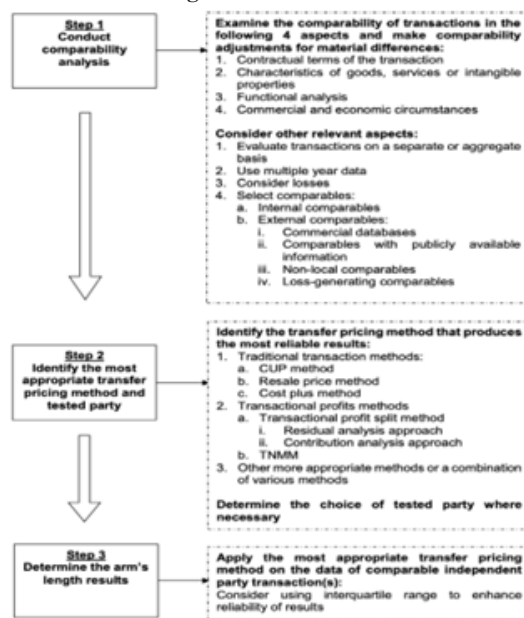 Step 1
Conduct
comparability
analysis
Examine the comparability of transactions in the
following 4 aspects and make comparability
adjustments for material differences:
1. Contractual terms of the transaction
2. Characteristics of goods, services or intangible
properties
3. Functional analysis
4. Commercial and economic circumstances
Consider other relevant aspects:
1. Evaluate transactions on a separate or aggregate
basis
2. Use multiple year data
3. Consider losses
4. Select comparables:
a. Internal comparables
b. External comparables:
i. Commercial databases
ii. Comparables with publicly available
information
iii. Non-local comparables
iv. Loss-generating comparables
Step 2
Identify the most
appropriate transfer
pricing method and
tested party
Identify the transfer pricing method that produces
the most reliable results:
1. Traditional transaction methods:
a. CUP method
b. Resale price method
c. Cost plus method
2. Transactional profits methods
a. Transactional profit split method
i. Residual analysis approach
ii. Contribution analysis approach
b. TNMM
3. Other more appropriate methods or a combination
of various methods
Determine the choice of tested party where
necessary
Step 3
Determine the arm's
length results
Apply the most appropriate transfer pricing
method on the data of comparable independent
party transaction(s):
Consider using interquartile range to enhance
reliability of results